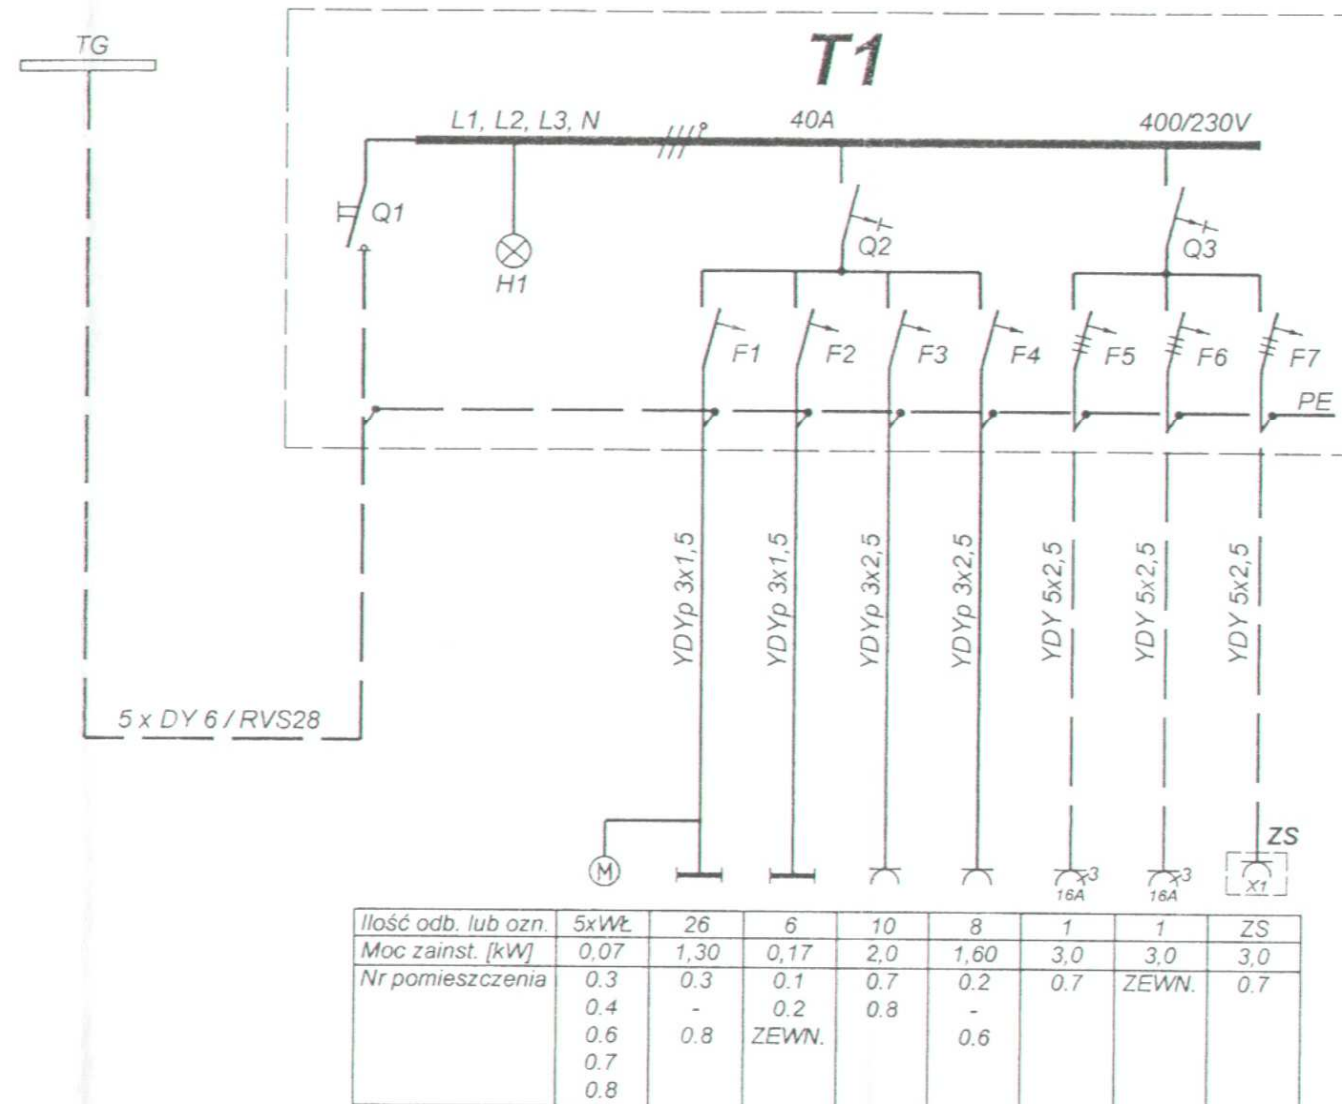 TG
T1
L1, L2, L3, N
40A
400/230V
Q1
H1
Q2
Q3
F1
F2
F3
F4
F5
F6
F7
PE
YDYp 3x1,5
YDYp 3x1,5
YDYp 3x2,5
YDYp 3x2,5
YDY 5x2,5
YDY 5x2,5
YDY 5x2,5
5 x DY 6 / RVS28
M
x3
16A
x3
16A
ZS
X1
Ilość odb. lub ozn. 5xWŁ 26 6 10 8 1 1 ZS
Moc zainst. [kW] 0,07 1,30 0,17 2,0 1,60 3,0 3,0 3,0
Nr pomieszczenia 0.3 0.3 0.1 0.7 0.2 0.7 ZEWN. 0.7
0.4 - 0.2 0.8 -
0.6 0.8 ZEWN. 0.6
0.7
0.8